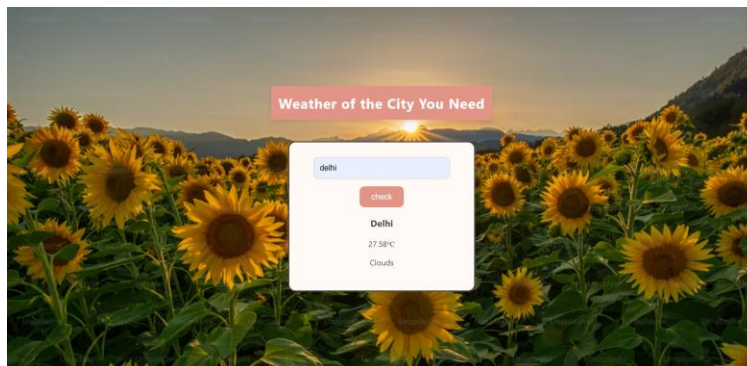 Weather of the City You Need
delhi
check
Delhi
27.58°C
Clouds